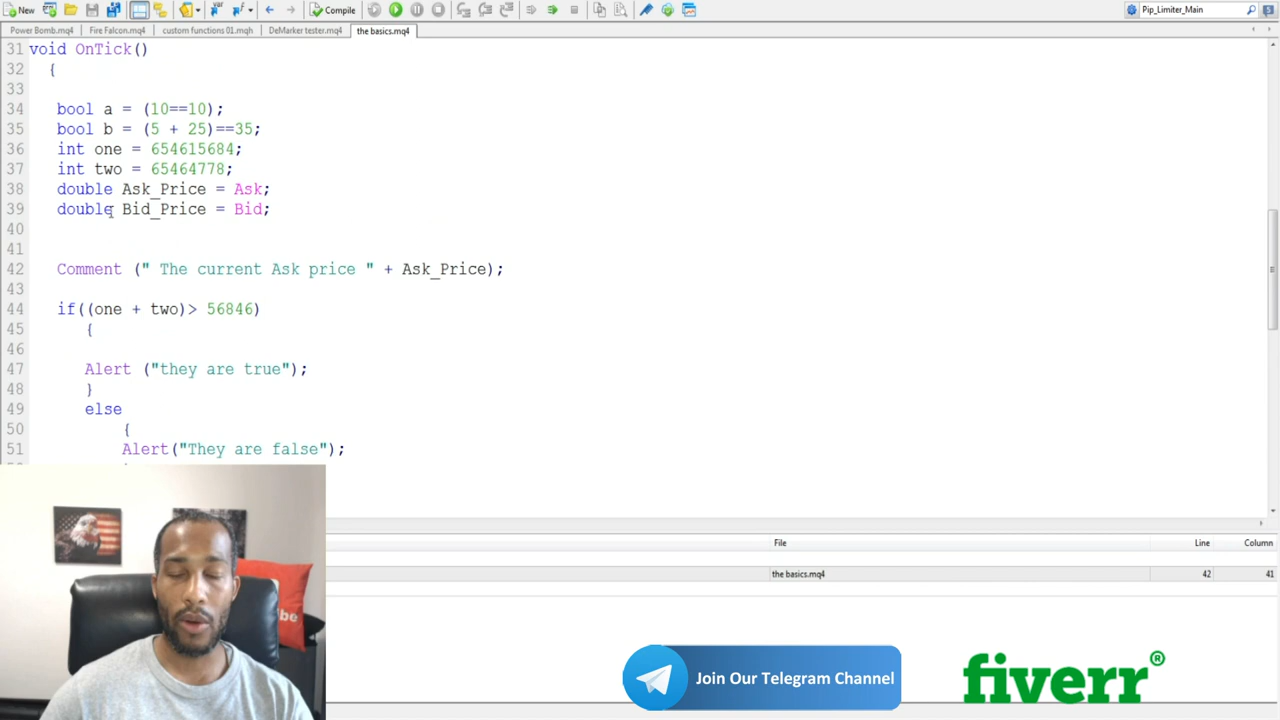 New
var
Compile
Pip_Limiter_Main
Power Bomb.mq4
Fire Falcon.mq4
custom functions 01.mqh
DeMarker tester.mq4
the basics.mq4
31 void OnTick()
32 {
33
34 bool a = (10==10);
35 bool b = (5 + 25)==35;
36 int one = 654615684;
37 int two = 65464778;
38 double Ask_Price = Ask;
39 double Bid_Price = Bid;
40
41
42 Comment (" The current Ask price " + Ask_Price);
43
44 if((one + two)> 56846)
45 {
46
47 Alert ("they are true");
48 }
49 else
50 {
51 Alert("They are false");
File Line Column
the basics.mq4 42 41
be
Join Our Telegram Channel
fiverr®